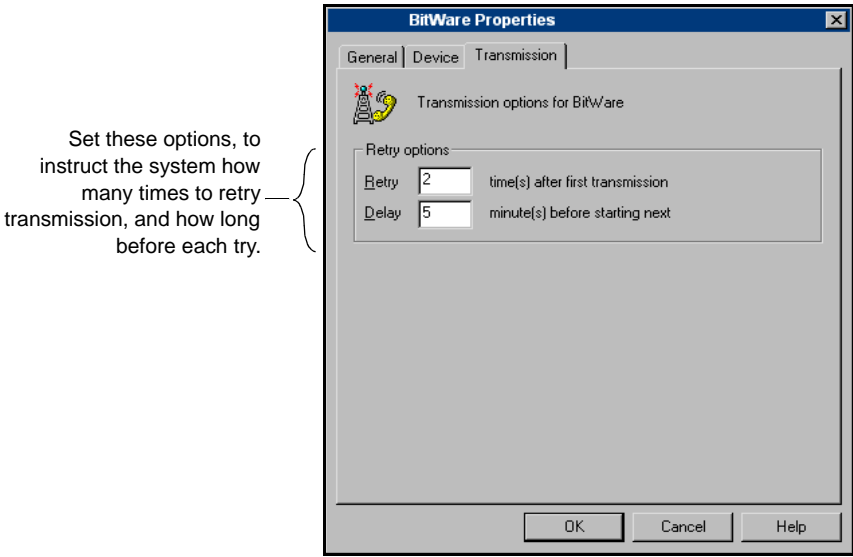 BitWare Properties
General
Device
Transmission
Transmission options for BitWare
Set these options, to
instruct the system how
many times to retry
transmission, and how long
before each try.
Retry options
Retry 2 time(s) after first transmission
Delay 5 minute(s) before starting next
OK
Cancel
Help